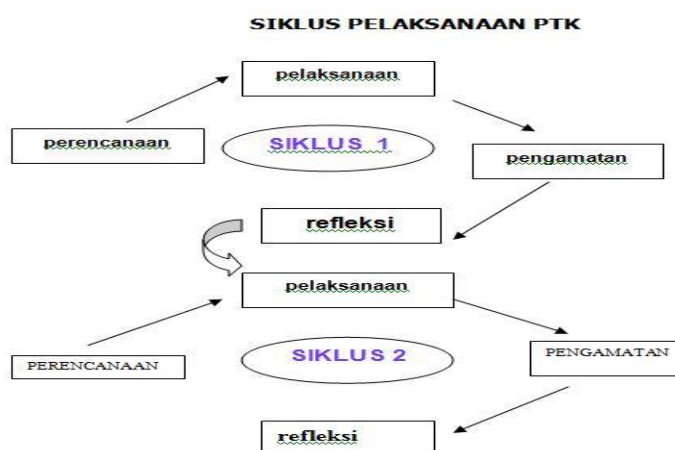 SIKLUS PELAKSANAAN PTK
pelaksanaan
perencanaan
SIKLUS 1
pengamatan
refleksi
pelaksanaan
PERENCANAAN
SIKLUS 2
PENGAMATAN
refleksi